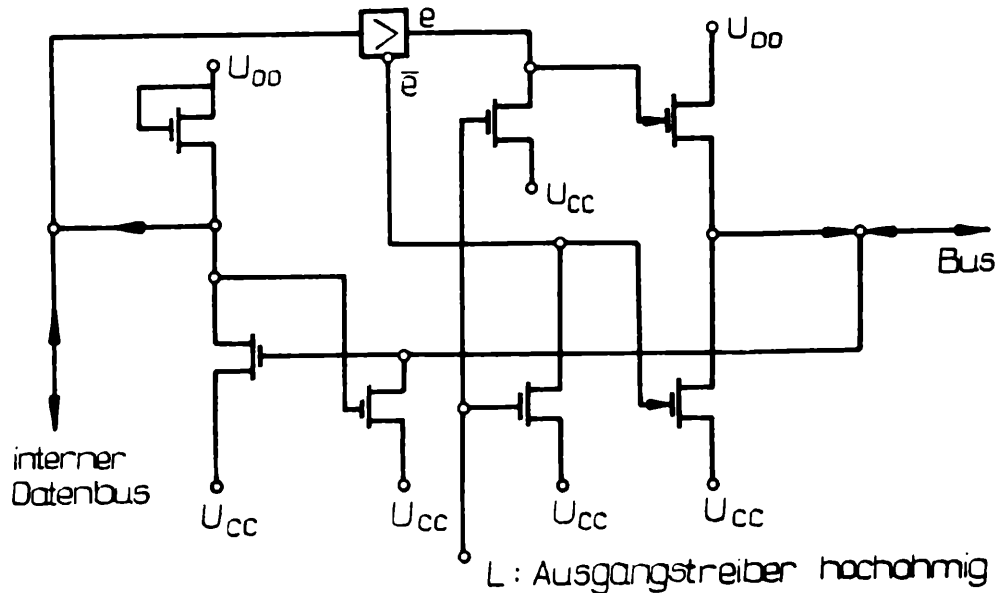 e
>
U_DD
e̅
U_DD
U_CC
Bus
interner
Datenbus
U_CC
U_CC
U_CC
U_CC
L: Ausgangstreiber hochohmig